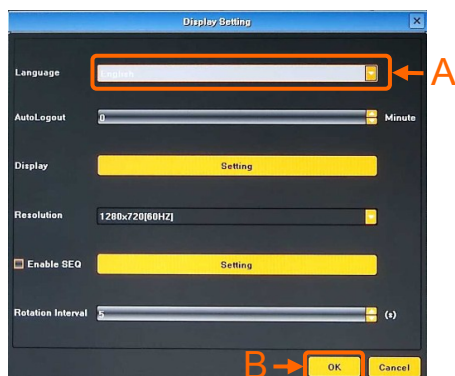 Display Setting
Language English A
AutoLogout 0 Minute
Display Setting
Resolution 1280x720(60HZ)
Enable SEQ Setting
Rotation Interval 5 (s)
B OK Cancel